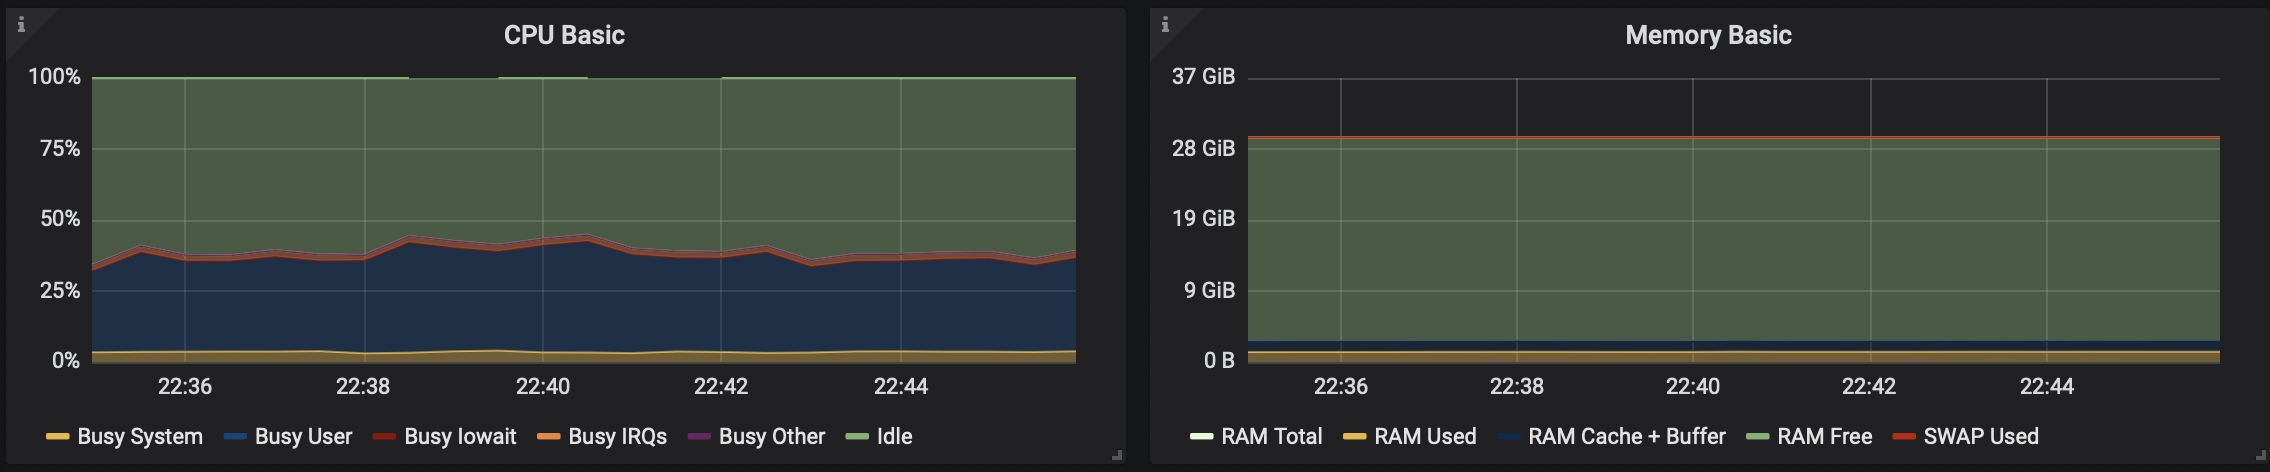 CPU Basic
100%
75%
50%
25%
0%
22:36 22:38 22:40 22:42 22:44
Busy System Busy User Busy Iowait Busy IRQs Busy Other Idle
Memory Basic
37 GiB
28 GiB
19 GiB
9 GiB
0 B
22:36 22:38 22:40 22:42 22:44
RAM Total RAM Used RAM Cache + Buffer RAM Free SWAP Used